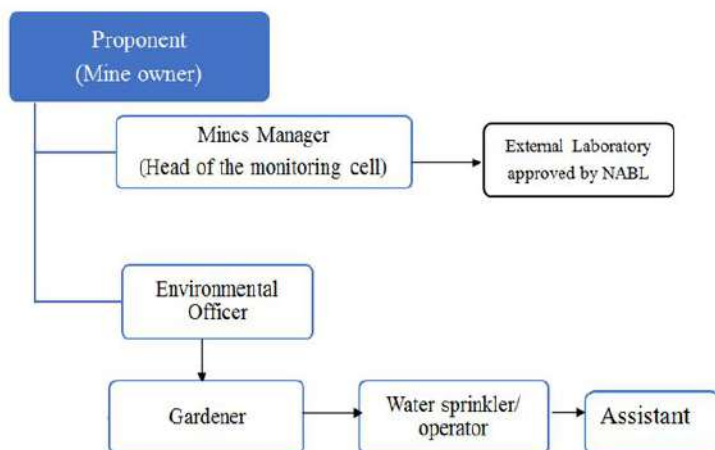 Proponent
(Mine owner)
Mines Manager
(Head of the monitoring cell)
External Laboratory
approved by NABL
Environmental
Officer
Gardener
Water sprinkler/
operator
Assistant